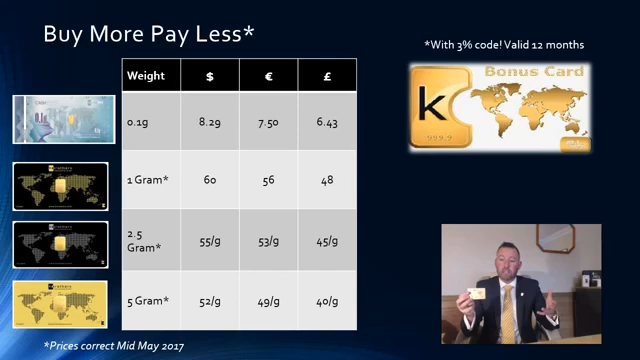 Buy More Pay Less*
*With 3% code! Valid 12 months
Weight $ € £
0.1g 8.29 7.50 6.43
1 Gram* 60 56 48
2.5
Gram* 55/g 53/g 45/g
5 Gram* 52/g 49/g 40/g
*Prices correct Mid May 2017
Bonus Card
k
999.9